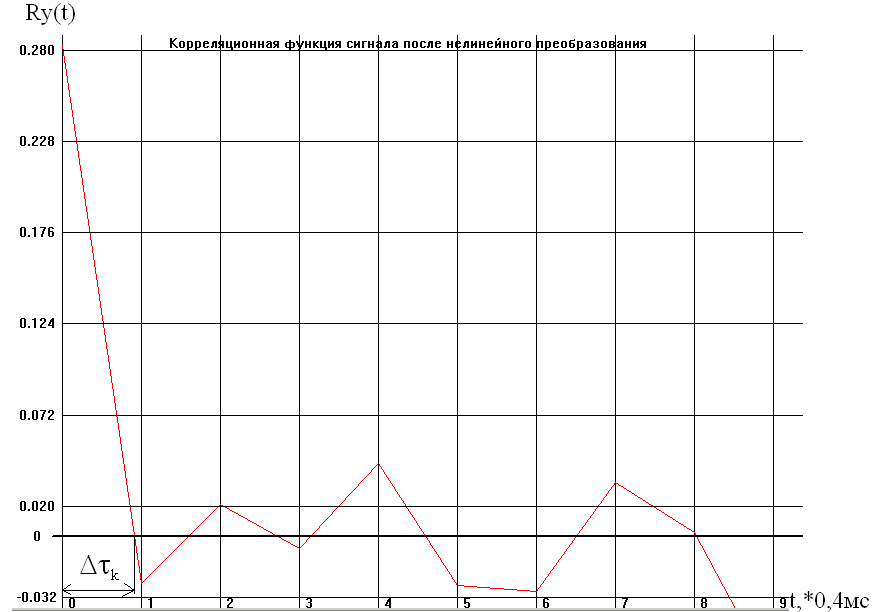 Ry(t)
Корреляционная функция сигнала после нелинейного преобразования
0.280
0.228
0.176
0.124
0.072
0.020
0
Δτk
-0.032
0 1 2 3 4 5 6 7 8 9 t,*0,4мс